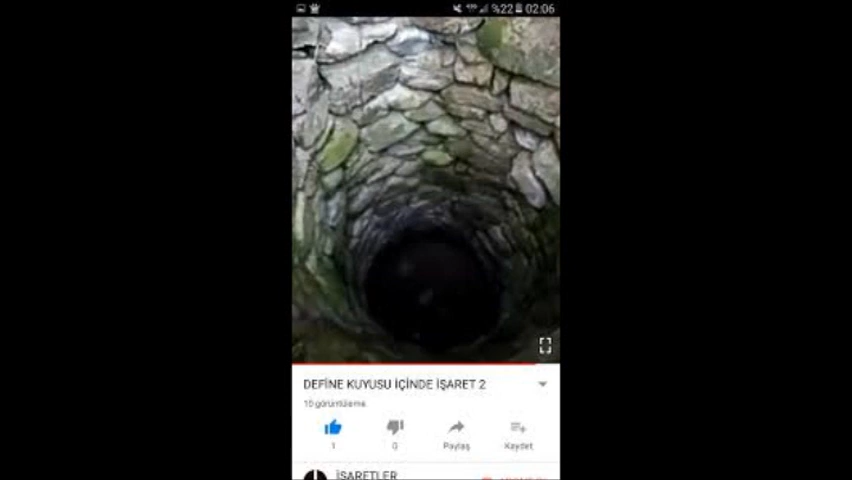 %22 02:06
DEFİNE KUYUSU İÇİNDE İŞARET 2
10 görüntüleme
1
0
Paylaş
Kaydet
İŞARETLER